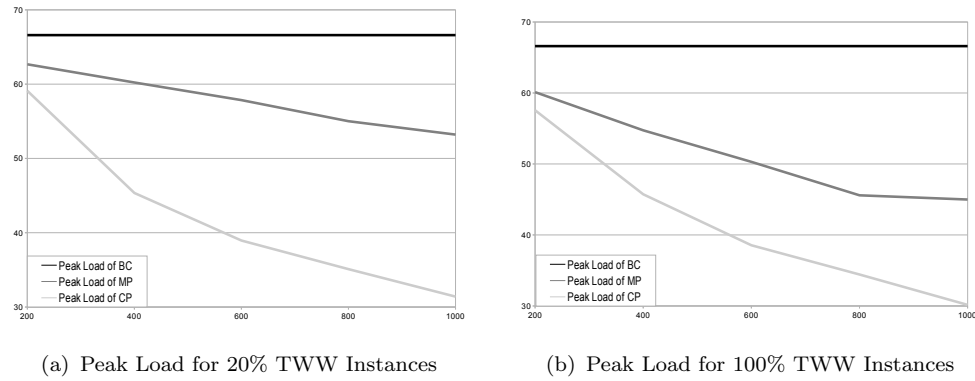 70
60
50
40
30
200
400
600
800
1000
Peak Load of BC
Peak Load of MP
Peak Load of CP
(a) Peak Load for 20% TWW Instances
70
60
50
40
30
200
400
600
800
1000
Peak Load of BC
Peak Load of MP
Peak Load of CP
(b) Peak Load for 100% TWW Instances